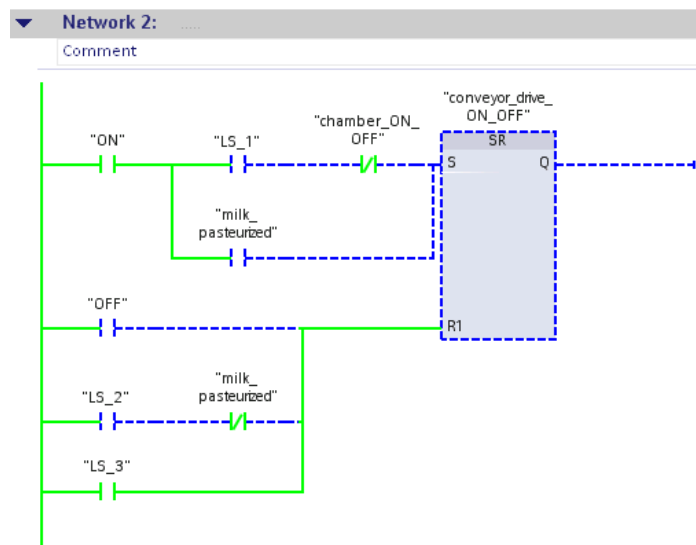 Network 2: .....
Comment
"conveyor_drive_
ON_OFF"
"chamber_ON_
OFF"
"ON"
"LS_1"
SR
S
Q
"milk_
pasteurized"
"OFF"
R1
"milk_
pasteurized"
"LS_2"
"LS_3"